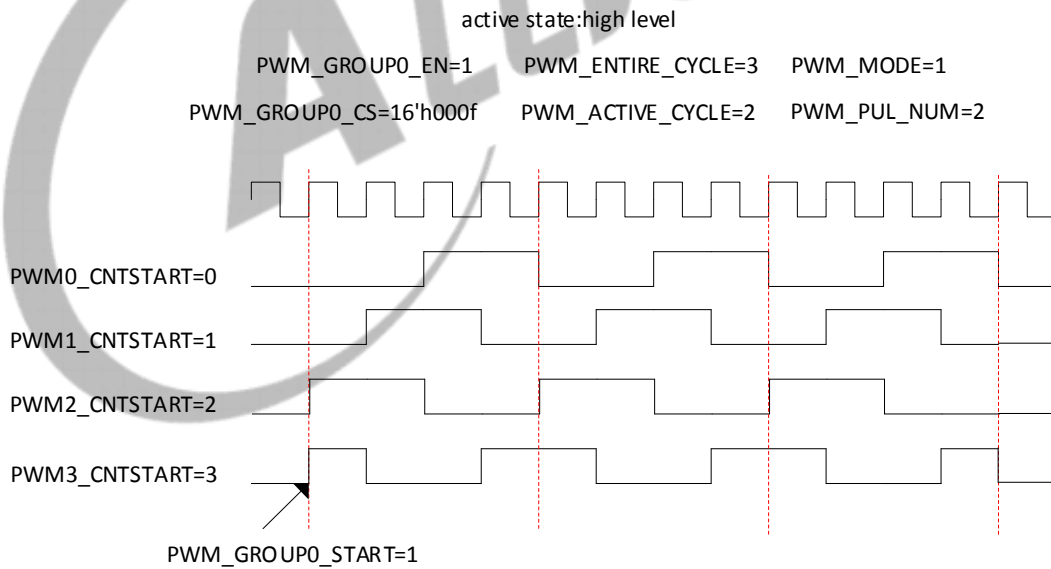 active state:high level
PWM_GROUP0_EN=1 PWM_ENTIRE_CYCLE=3 PWM_MODE=1
PWM_GROUP0_CS=16'h000f PWM_ACTIVE_CYCLE=2 PWM_PUL_NUM=2
PWM0_CNTSTART=0
PWM1_CNTSTART=1
PWM2_CNTSTART=2
PWM3_CNTSTART=3
PWM_GROUP0_START=1